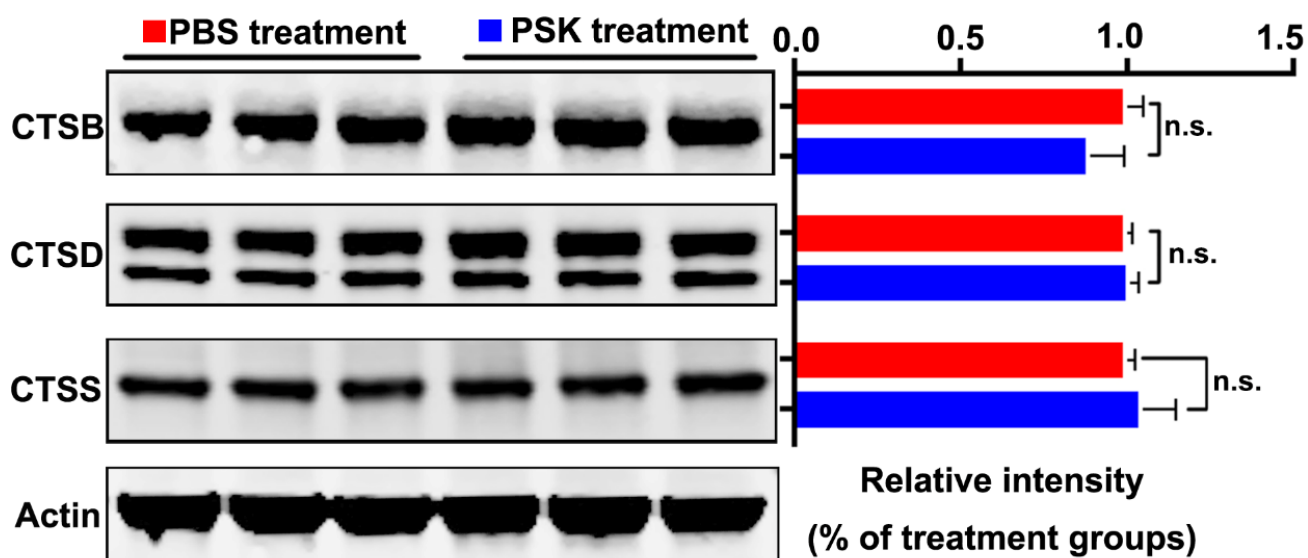 PBS treatment PSK treatment
0.0 0.5 1.0 1.5
CTSB
n.s.
CTSD
n.s.
CTSS
n.s.
Actin
Relative intensity
(% of treatment groups)